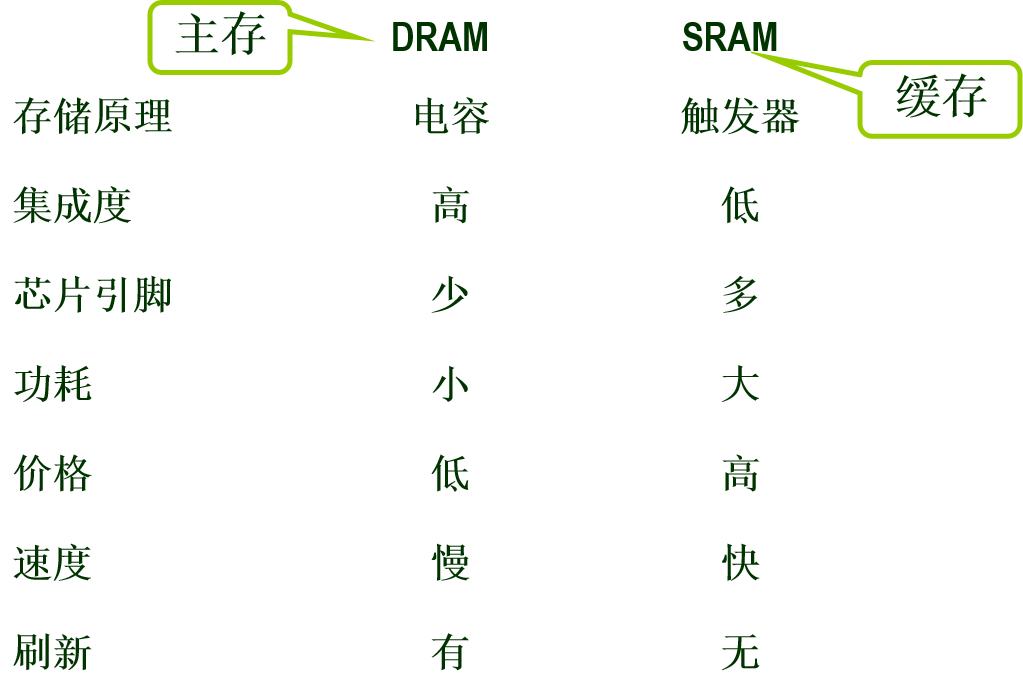 主存 DRAM SRAM
缓存
存储原理 电容 触发器
集成度 高 低
芯片引脚 少 多
功耗 小 大
价格 低 高
速度 慢 快
刷新 有 无